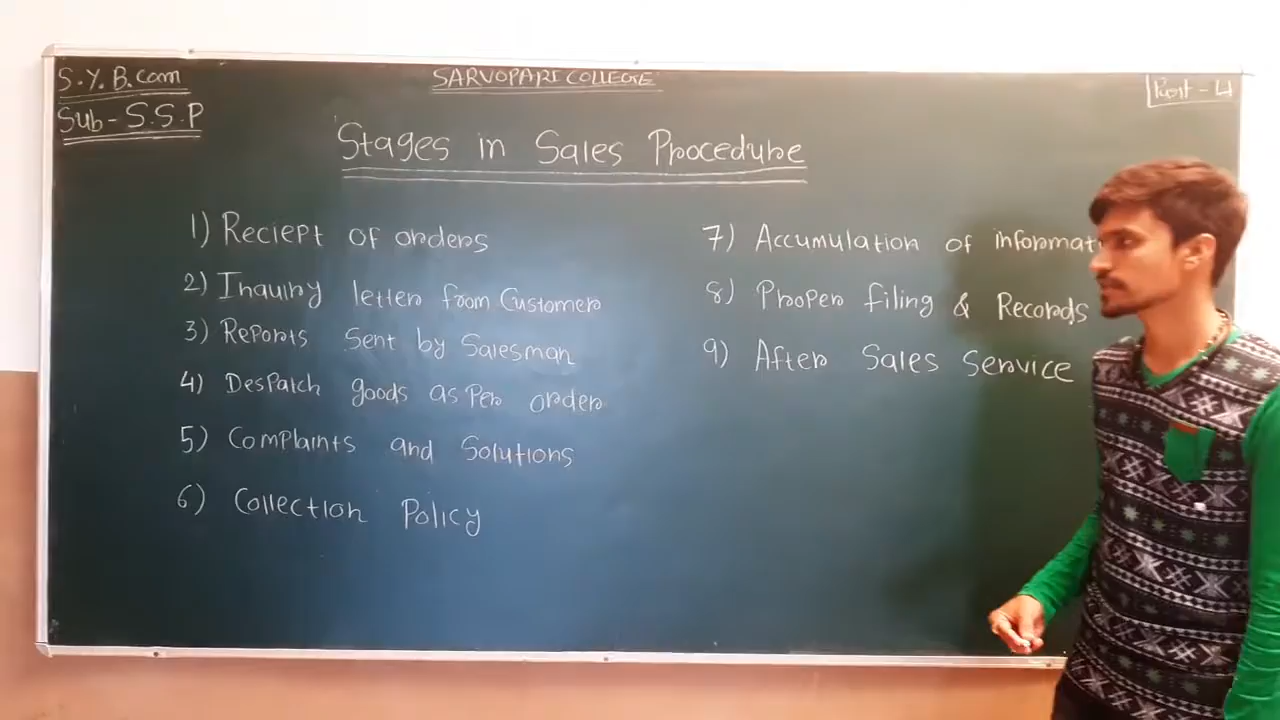 S.Y.B.com
Sub- S.S.P
SARVOPARI COLLEGE
Part - 4
Stages in Sales Procedure
1) Reciept of orders
2) Inquiry letter from Customer
3) Reports Sent by Salesman
4) Despatch goods as Per order
5) Complaints and Solutions
6) Collection Policy
7) Accumulation of informat
8) Proper filing & Records
9) After Sales Service